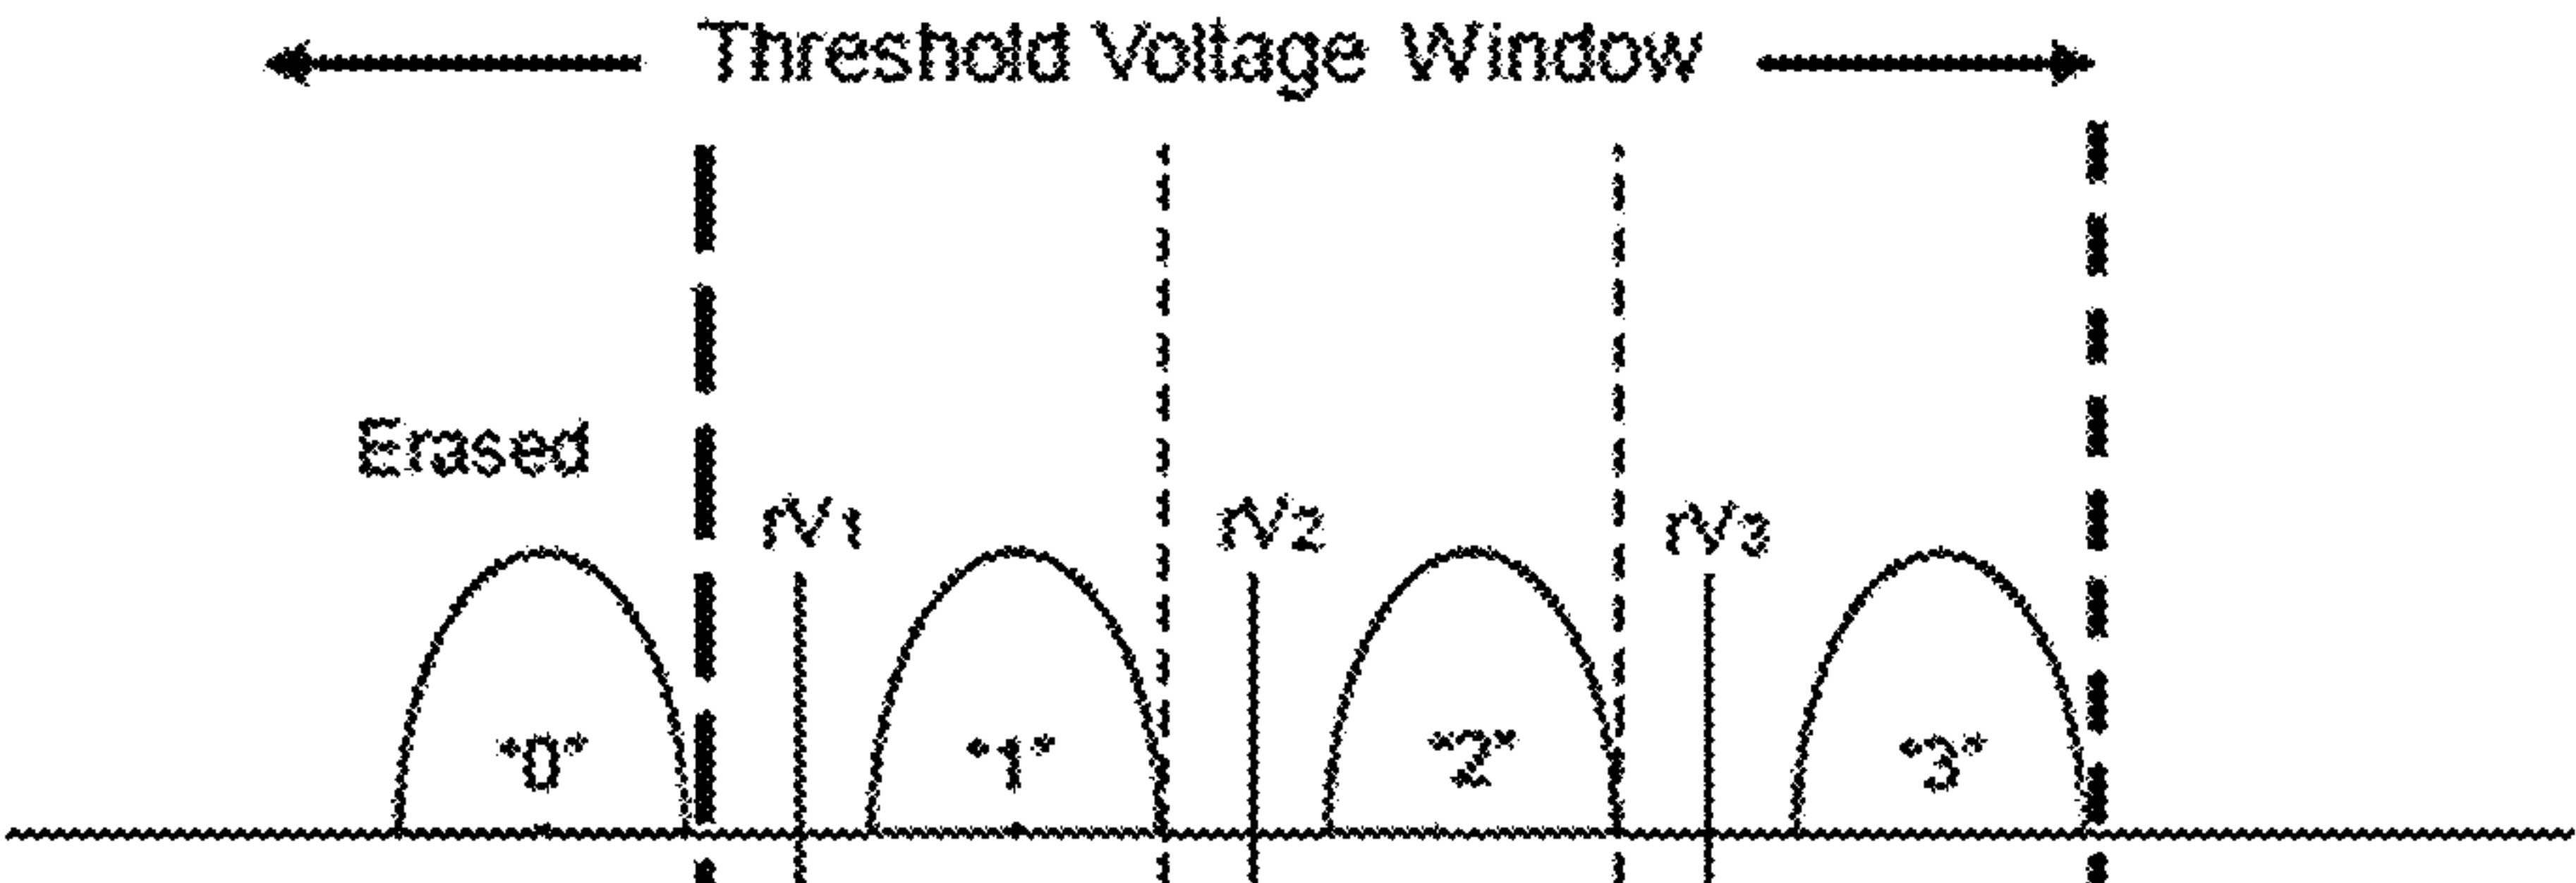 Threshold Voltage Window
Erased
rV1 rV2 rV3
"0" "1" "2" "3"